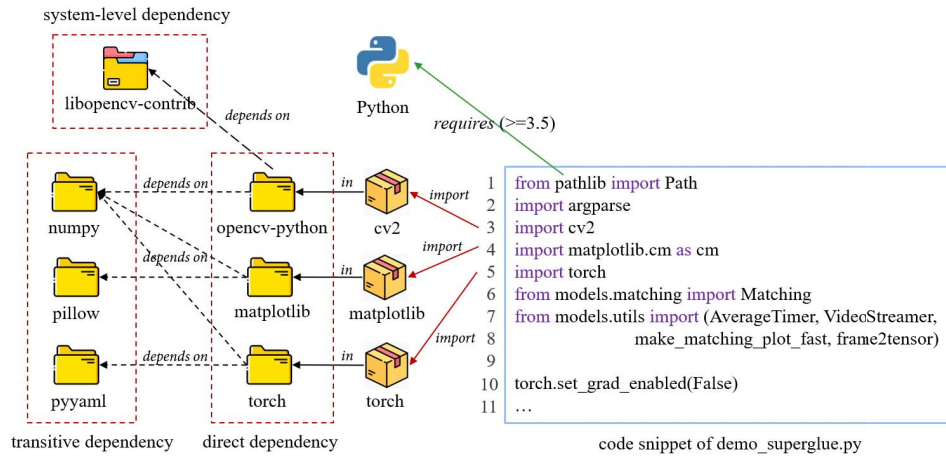 system-level dependency
libopencv-contrib
depends on
Python
requires (>=3.5)
numpy
depends on
opencv-python
in
cv2
import
pillow
depends on
matplotlib
in
matplotlib
import
pyyaml
depends on
torch
in
torch
import
transitive dependency
direct dependency
1 from pathlib import Path
2 import argparse
3 import cv2
4 import matplotlib.cm as cm
5 import torch
6 from models.matching import Matching
7 from models.utils import (AverageTimer, VideoStreamer,
8 make_matching_plot_fast, frame2tensor)
9
10 torch.set_grad_enabled(False)
11 …
code snippet of demo_superglue.py